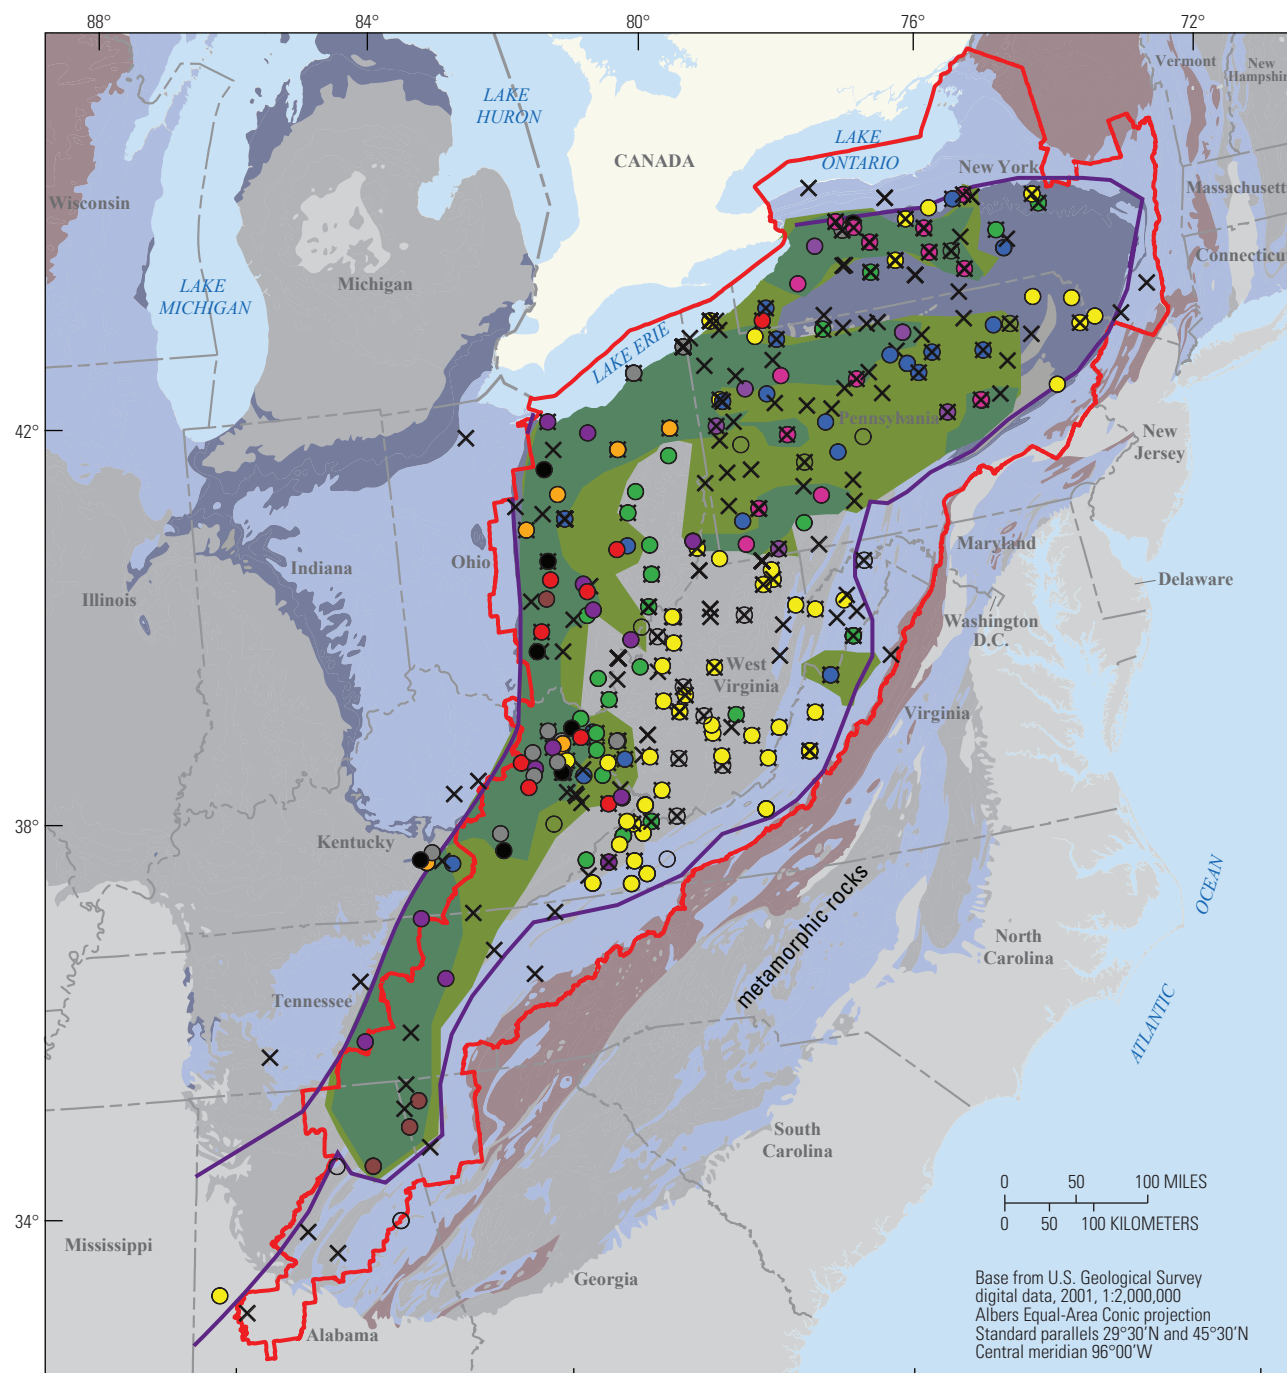 88°
84°
80°
76°
72°
Vermont
New
Hampshire
LAKE
HURON
LAKE
ONTARIO
CANADA
New York
Massachusetts
Wisconsin
Connecticu
LAKE
MICHIGAN
Michigan
LAKE ERIE
Pennsylvania
42°
New
Jersey
Maryland
Ohio
Indiana
Delaware
Illinois
Washington
D.C.
West
Virginia
Virginia
38°
Kentucky
OCEAN
metamorphic rocks
North
Carolina
Tennessee
ATLANTIC
South
Carolina
0 50 100 MILES
0 50 100 KILOMETERS
34°
Mississippi
Georgia
Alabama
Base from U.S. Geological Survey
digital data, 2001, 1:2,000,000
Albers Equal-Area Conic projection
Standard parallels 29°30'N and 45°30'N
Central meridian 96°00'W